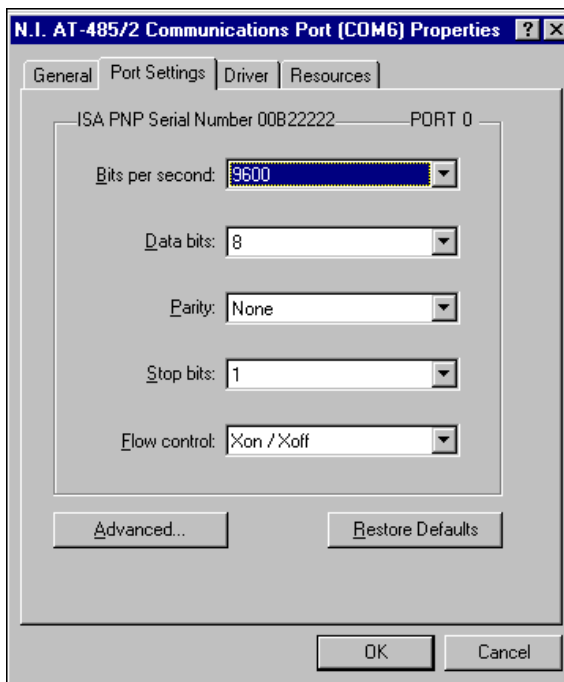 N.I. AT-485/2 Communications Port (COM6) Properties ? X
General Port Settings Driver Resources
ISA PNP Serial Number 00B22222 PORT 0
Bits per second: 9600
Data bits: 8
Parity: None
Stop bits: 1
Flow control: Xon / Xoff
Advanced... Restore Defaults
OK Cancel